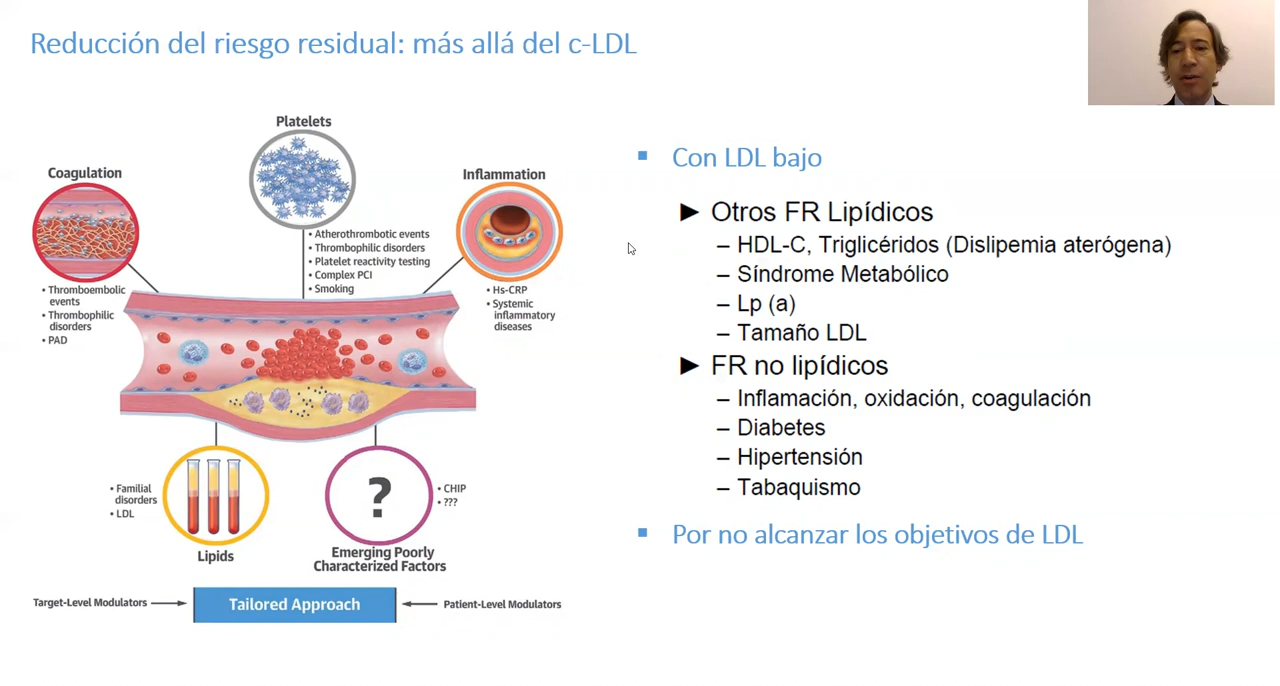 Reducción del riesgo residual: más allá del c-LDL
Platelets
Coagulation
Inflammation
• Atherothrombotic events
• Thrombophilic disorders
• Platelet reactivity testing
• Complex PCI
• Smoking
• Thromboembolic
events
• Thrombophilic
disorders
• PAD
• Hs-CRP
• Systemic
inflammatory
diseases
• Familial
disorders
• LDL
Lipids
?
• CHIP
• ???
Emerging Poorly
Characterized Factors
Target-Level Modulators
Tailored Approach
Patient-Level Modulators
▪ Con LDL bajo
► Otros FR Lipídicos
– HDL-C, Triglicéridos (Dislipemia aterógena)
– Síndrome Metabólico
– Lp (a)
– Tamaño LDL
► FR no lipídicos
– Inflamación, oxidación, coagulación
– Diabetes
– Hipertensión
– Tabaquismo
▪ Por no alcanzar los objetivos de LDL